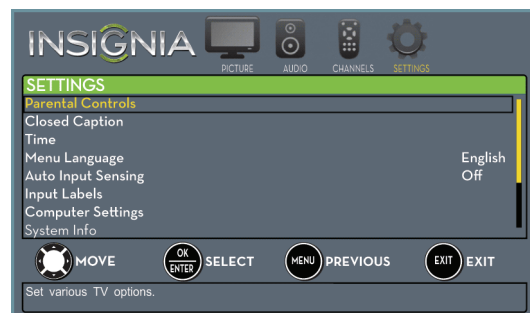 INSIGNIA
PICTURE AUDIO CHANNELS SETTINGS
SETTINGS
Parental Controls
Closed Caption
Time
Menu Language English
Auto Input Sensing Off
Input Labels
Computer Settings
System Info
MOVE OK ENTER SELECT MENU PREVIOUS EXIT EXIT
Set various TV options.